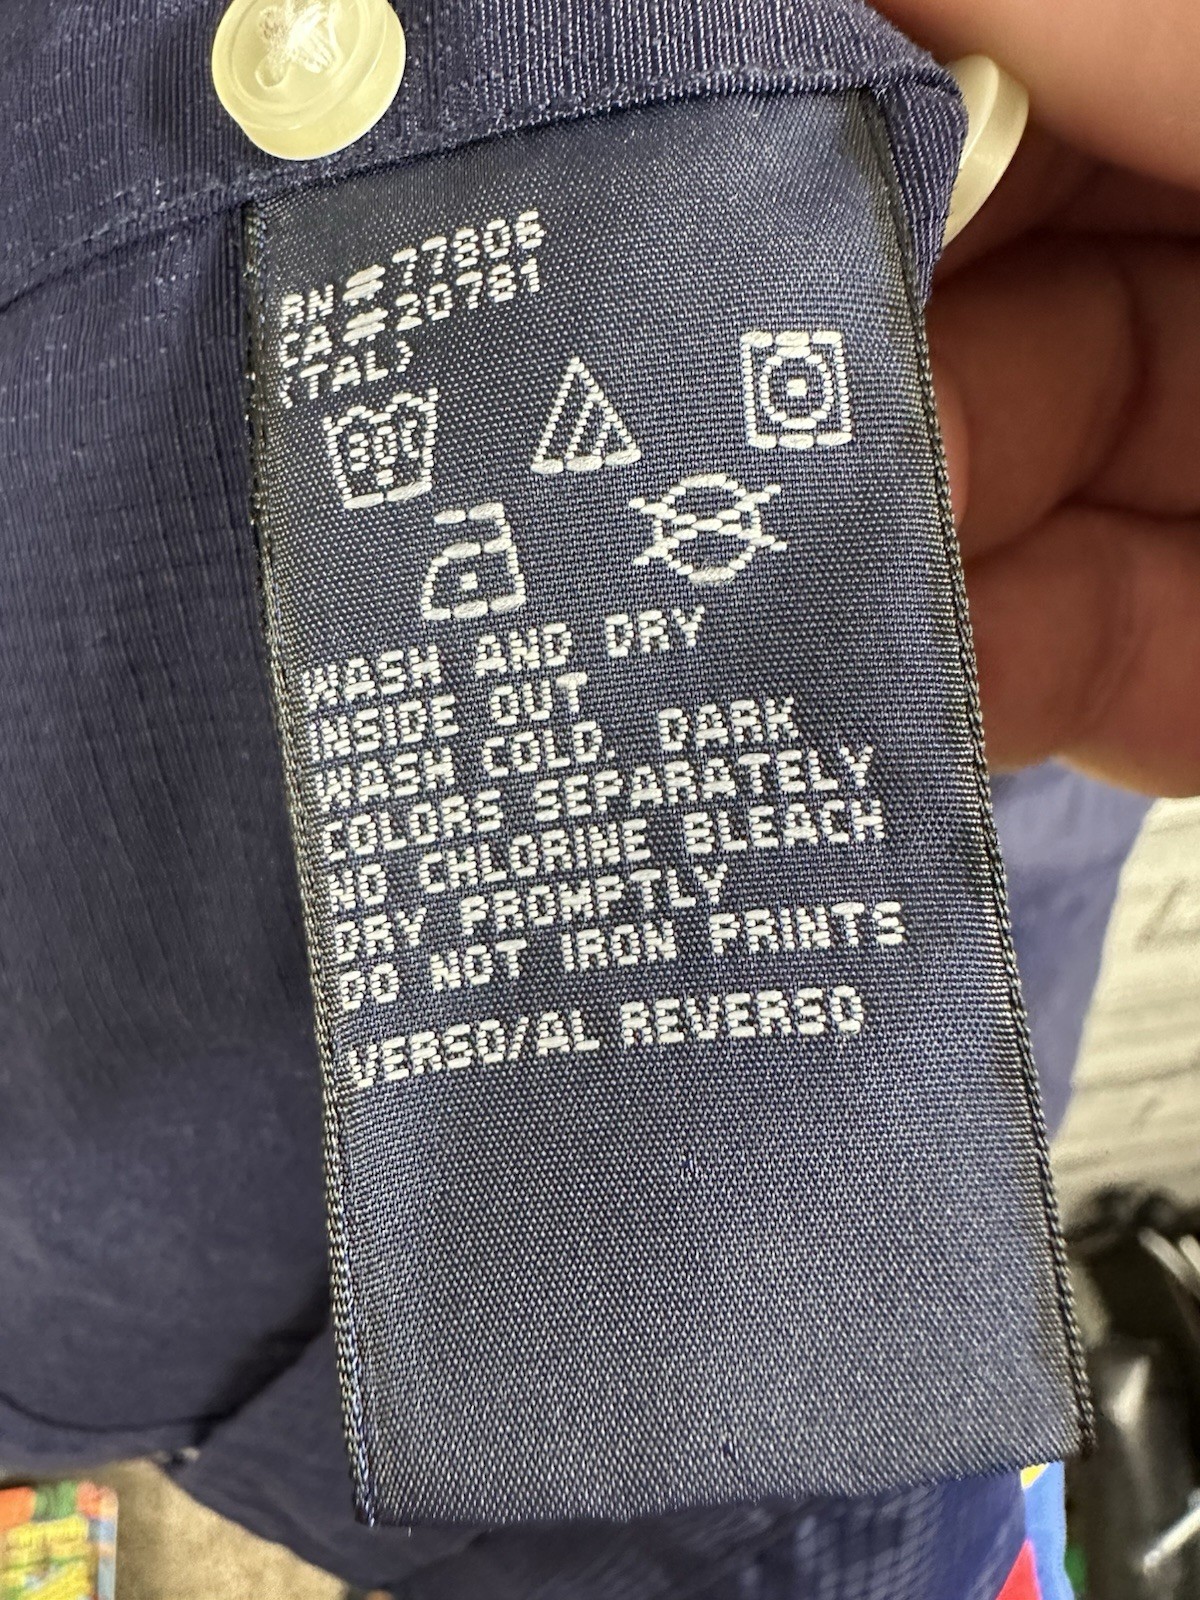 RN #77806
CA #20781
(TAL)
30C
WASH AND DRY
INSIDE OUT
WASH COLD. DARK
COLORS SEPARATELY
NO CHLORINE BLEACH
DRY PROMPTLY
DO NOT IRON PRINTS
VERSO/AL REVERSO